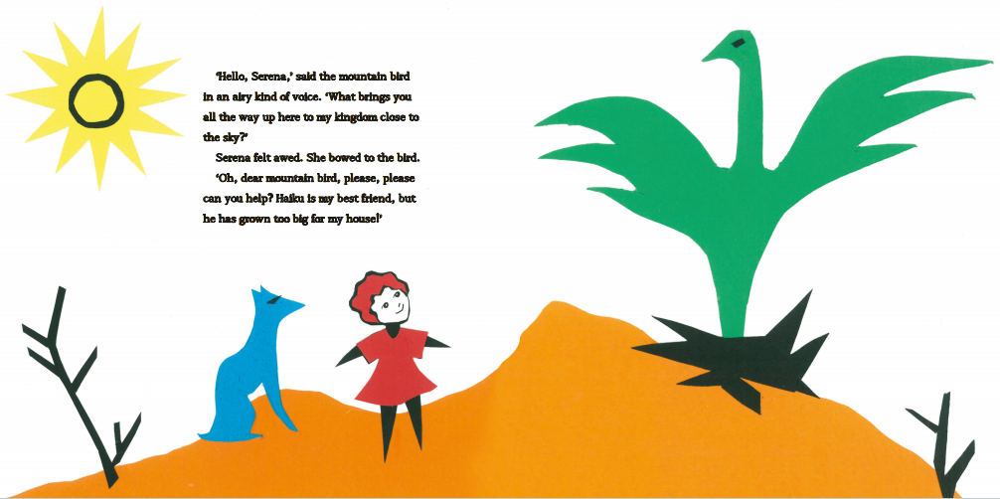 ‘Hello, Serena,’ said the mountain bird
in an airy kind of voice. ‘What brings you
all the way up here to my kingdom close to
the sky?’
Serena felt awed. She bowed to the bird.
‘Oh, dear mountain bird, please, please
can you help? Haiku is my best friend, but
he has grown too big for my house!’